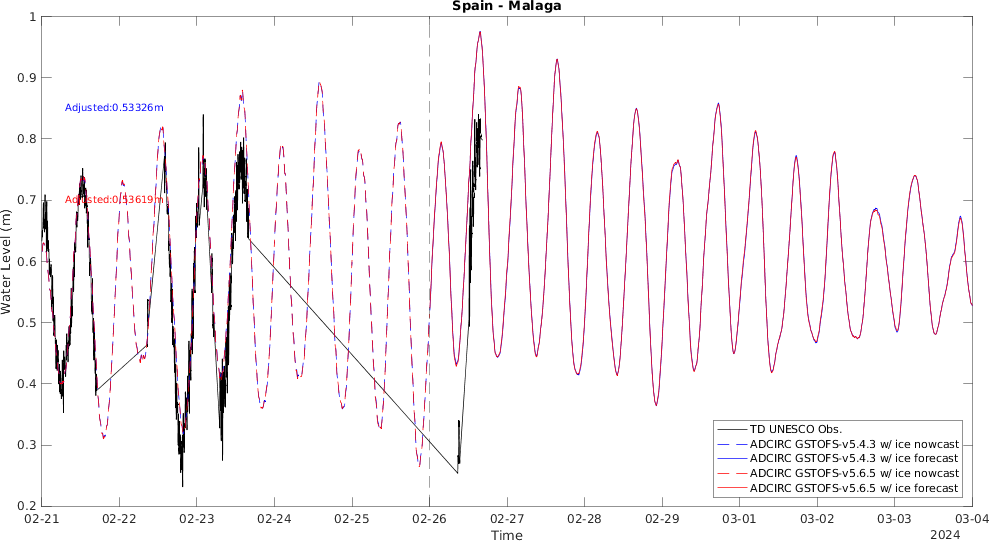 Spain - Malaga
1
0.9
0.8
0.7
0.6
0.5
0.4
0.3
0.2
Water Level (m)
Adjusted:0.53326m
Adjusted:0.53619m
TD UNESCO Obs.
ADCIRC GSTOFS-v5.4.3 w/ ice nowcast
ADCIRC GSTOFS-v5.4.3 w/ ice forecast
ADCIRC GSTOFS-v5.6.5 w/ ice nowcast
ADCIRC GSTOFS-v5.6.5 w/ ice forecast
02-21 02-22 02-23 02-24 02-25 02-26 02-27 02-28 02-29 03-01 03-02 03-03 03-04
Time
2024